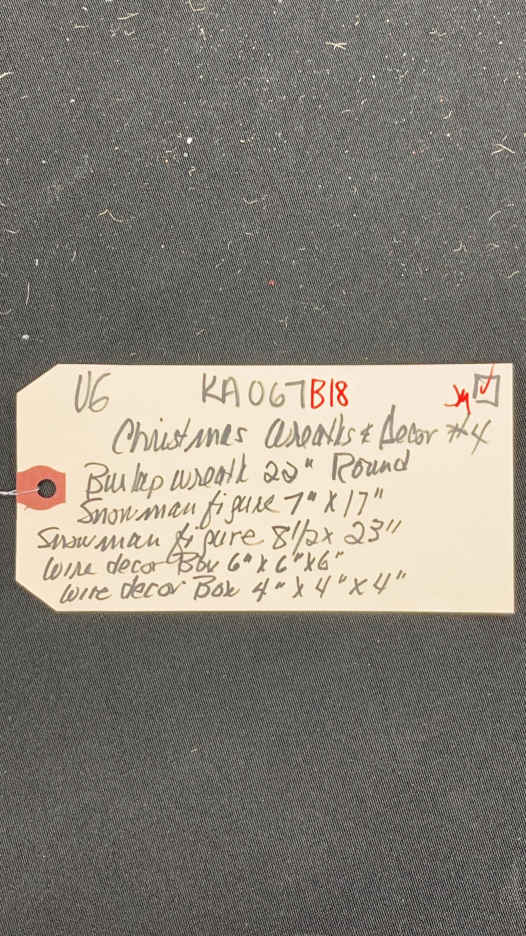 V6 KA067B18
Christmas Wreaths & Decor #4
Burlap wreath 22" Round
Snowman figure 7" X 17"
Snowman figure 8 1/2 x 23"
Wire decor Box 6" X 6" X 6"
Wire decor Box 4" X 4" X 4"